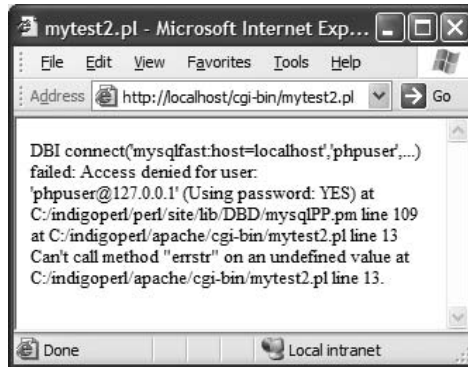 mytest2.pl - Microsoft Internet Exp...
File Edit View Favorites Tools Help
Address http://localhost/cgi-bin/mytest2.pl Go
DBI connect('mysqlfast:host=localhost','phpuser',...)
failed: Access denied for user:
'phpuser@127.0.0.1' (Using password: YES) at
C:/indigoperl/perl/site/lib/DBD/mysqlPP.pm line 109
at C:/indigoperl/apache/cgi-bin/mytest2.pl line 13
Can't call method "errstr" on an undefined value at
C:/indigoperl/apache/cgi-bin/mytest2.pl line 13.
Done Local intranet